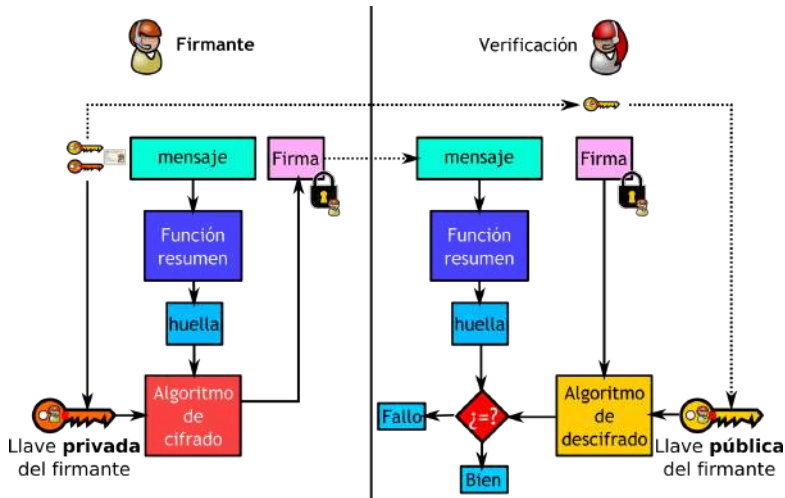 Firmante
Verificación
mensaje
Firma
mensaje
Firma
Función
resumen
Función
resumen
huella
huella
Algoritmo
de
cifrado
Fallo
¿=?
Algoritmo
de
descifrado
Llave privada
del firmante
Llave pública
del firmante
Bien